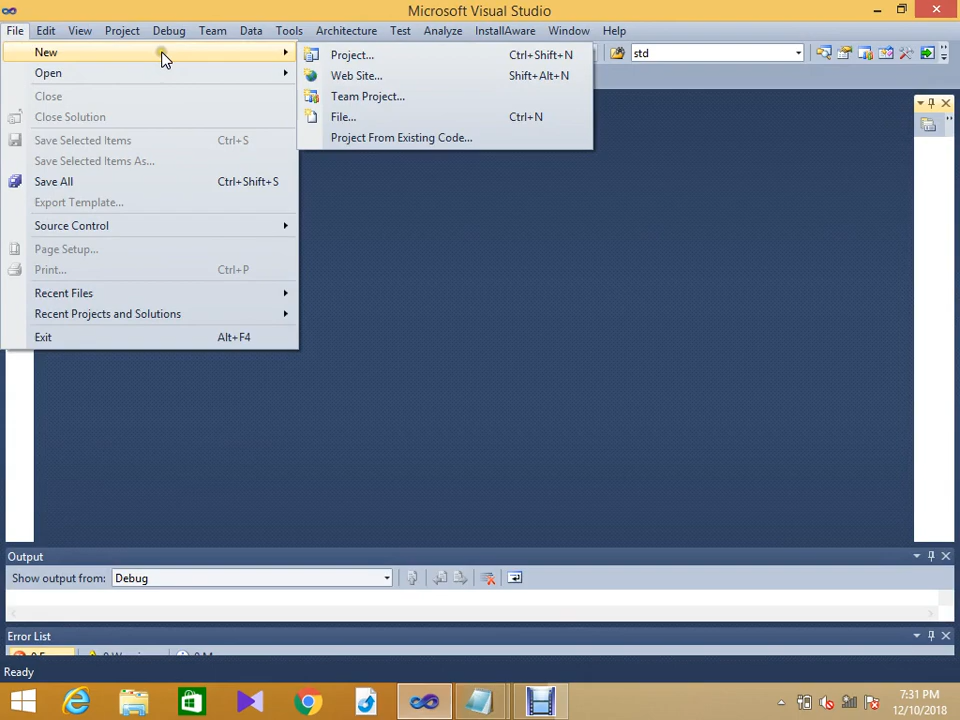 Microsoft Visual Studio
File Edit View Project Debug Team Data Tools Architecture Test Analyze InstallAware Window Help
New
Open
Close
Close Solution
Save Selected Items Ctrl+S
Save Selected Items As...
Save All Ctrl+Shift+S
Export Template...
Source Control
Page Setup...
Print... Ctrl+P
Recent Files
Recent Projects and Solutions
Exit Alt+F4
Project... Ctrl+Shift+N
Web Site... Shift+Alt+N
Team Project...
File... Ctrl+N
Project From Existing Code...
std
Output
Show output from: Debug
Error List
Ready
7:31 PM
12/10/2018